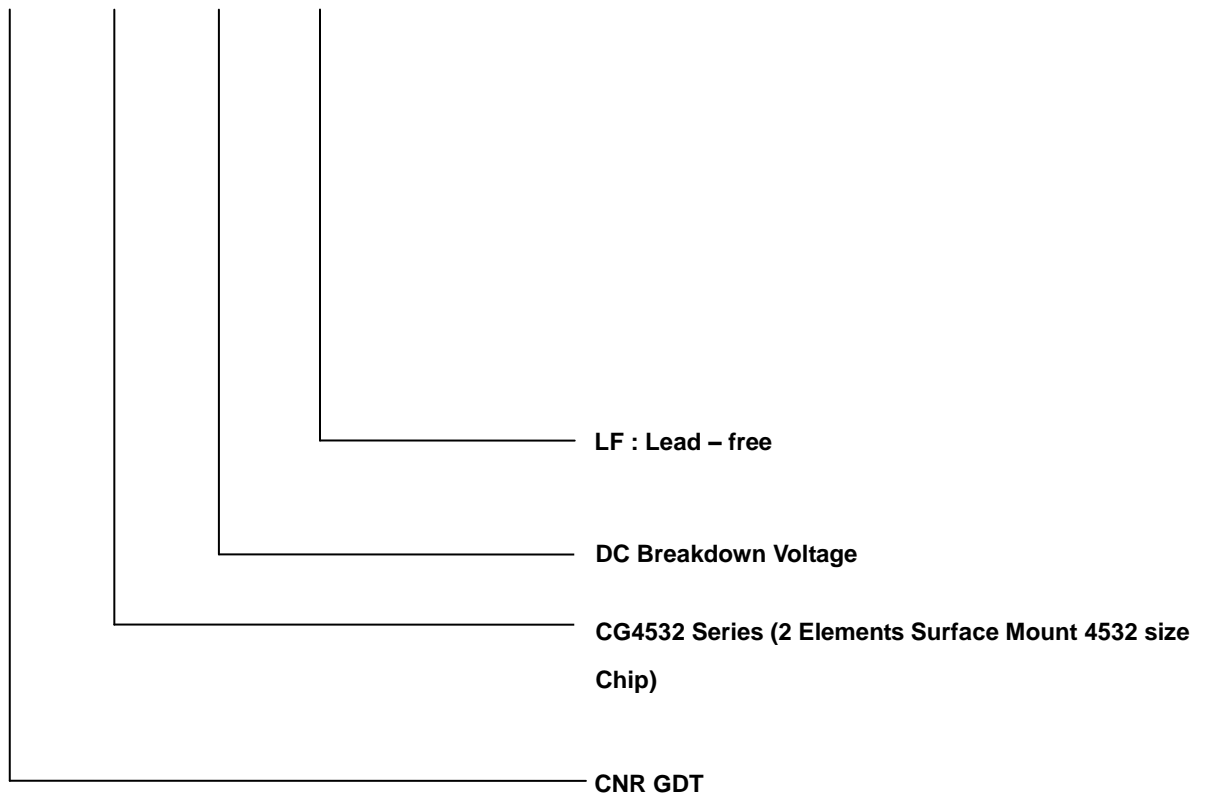 LF : Lead – free
DC Breakdown Voltage
CG4532 Series (2 Elements Surface Mount 4532 size
Chip)
CNR GDT